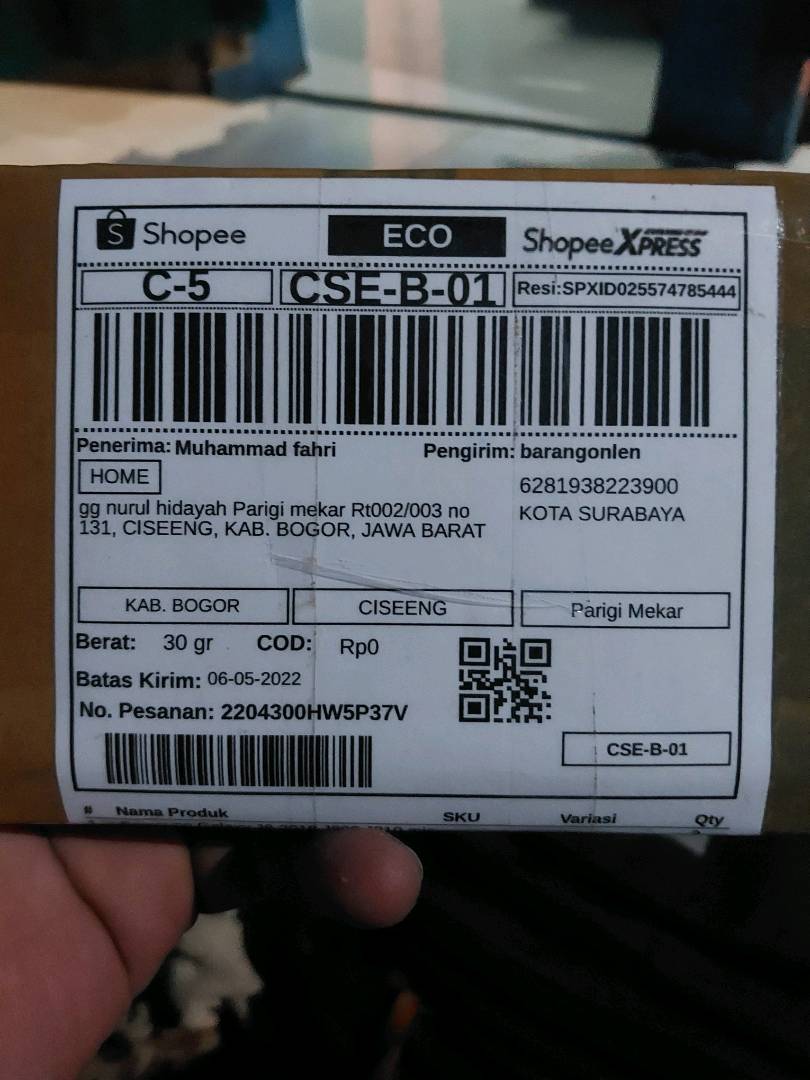 Shopee ECO ShopeeXPRESS
C-5 CSE-B-01 Resi:SPXID025574785444
Penerima: Muhammad fahri Pengirim: barangonlen
HOME 6281938223900
gg nurul hidayah Parigi mekar Rt002/003 no KOTA SURABAYA
131, CISEENG, KAB. BOGOR, JAWA BARAT
KAB. BOGOR CISEENG Parigi Mekar
Berat: 30 gr COD: Rp0
Batas Kirim: 06-05-2022
No. Pesanan: 2204300HW5P37V
CSE-B-01
# Nama Produk SKU Variasi Qty